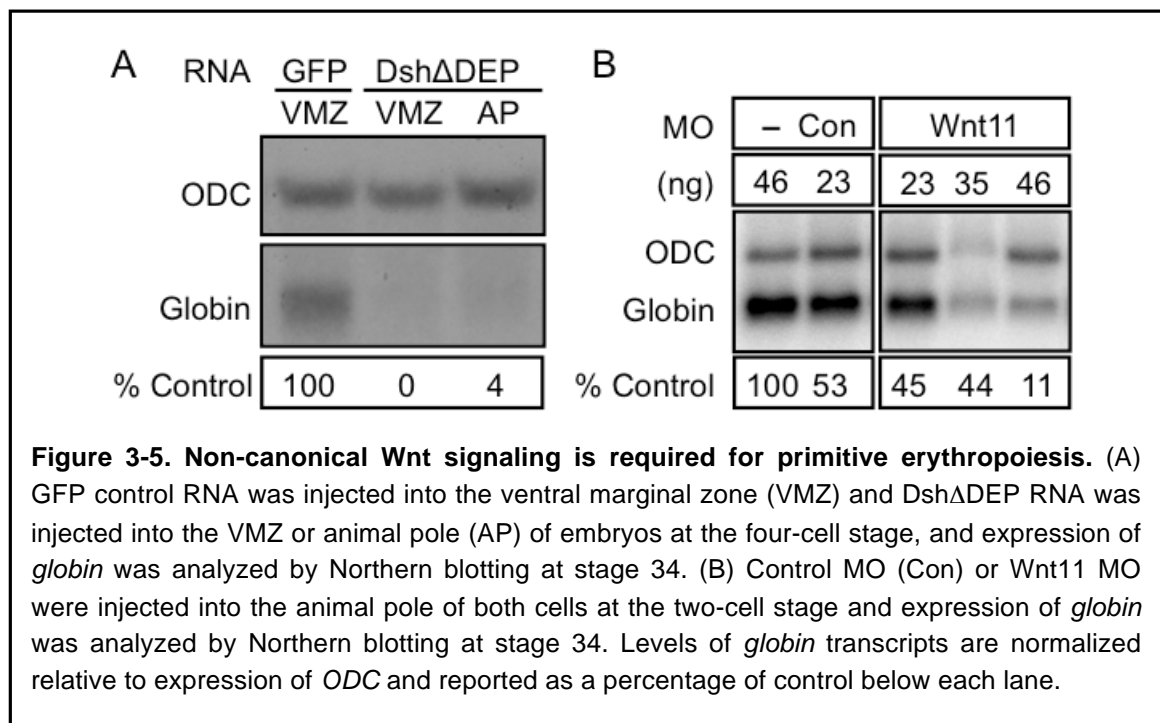 A
RNA GFP DshΔDEP
VMZ VMZ AP
ODC
Globin
% Control 100 0 4
B
MO – Con Wnt11
(ng) 46 23 23 35 46
ODC
Globin
% Control 100 53 45 44 11
Figure 3-5. Non-canonical Wnt signaling is required for primitive erythropoiesis. (A)
GFP control RNA was injected into the ventral marginal zone (VMZ) and DshΔDEP RNA was
injected into the VMZ or animal pole (AP) of embryos at the four-cell stage, and expression of
globin was analyzed by Northern blotting at stage 34. (B) Control MO (Con) or Wnt11 MO
were injected into the animal pole of both cells at the two-cell stage and expression of globin
was analyzed by Northern blotting at stage 34. Levels of globin transcripts are normalized
relative to expression of ODC and reported as a percentage of control below each lane.